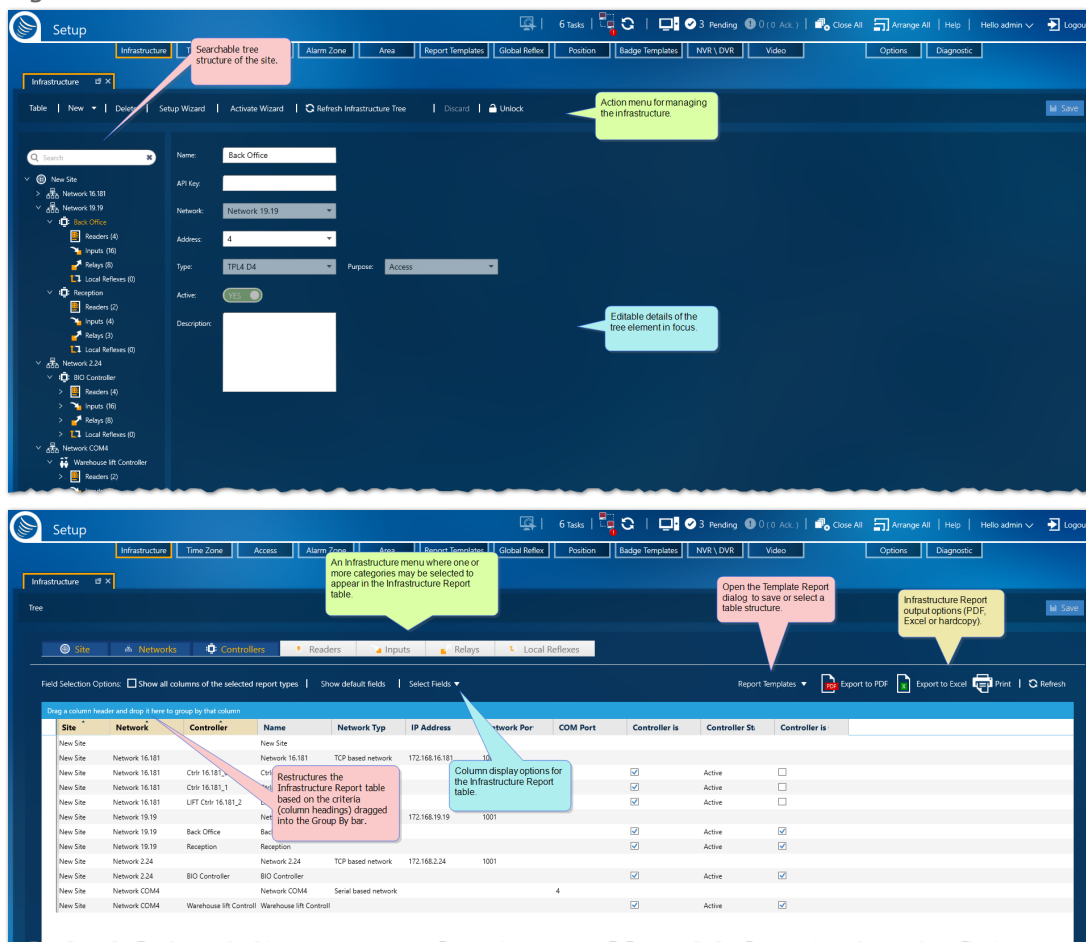 Setup
6 Tasks
3 Pending
0 ( 0 Ack. )
Close All
Arrange All
Help
Hello admin
Logou
Infrastructure
T
Alarm Zone
Area
Report Templates
Global Reflex
Position
Badge Templates
NVR \ DVR
Video
Options
Diagnostic
Searchable tree
structure of the site.
Infrastructure
Table
New
Delete
Setup Wizard
Activate Wizard
Refresh Infrastructure Tree
Discard
Unlock
Save
Action menu for managing
the infrastructure.
Search
New Site
Network 16.181
Network 19.19
Back Office
Readers (4)
Inputs (16)
Relays (8)
Local Reflexes (0)
Reception
Readers (2)
Inputs (4)
Relays (3)
Local Reflexes (0)
Network 2.24
BIO Controller
Readers (4)
Inputs (16)
Relays (8)
Local Reflexes (0)
Network COM4
Warehouse lift Controller
Readers (2)
Name: Back Office
API Key:
Network: Network 19.19
Address: 4
Type: TPL4 D4 Purpose: Access
Active: YES
Description:
Editable details of the
tree element in focus.
Setup
6 Tasks
3 Pending
0 ( 0 Ack. )
Close All
Arrange All
Help
Hello admin
Logou
Infrastructure
Time Zone
Access
Alarm Zone
Area
Report Templates
Global Reflex
Position
Badge Templates
NVR \ DVR
Video
Options
Diagnostic
Infrastructure
Tree
Save
An Infrastructure menu where one or
more categories may be selected to
appear in the Infrastructure Report
table.
Open the Template Report
dialog to save or select a
table structure.
Infrastructure Report
output options (PDF,
Excel or hardcopy).
Site
Networks
Controllers
Readers
Inputs
Relays
Local Reflexes
Field Selection Options: Show all columns of the selected report types
Show default fields
Select Fields
Report Templates
PDF
Export to PDF
Export to Excel
Print
Refresh
Drag a column header and drop it here to group by that column
Site Network Controller Name Network Typ IP Address Network Por COM Port Controller is Controller St Controller is
New Site New Site
New Site Network 16.181 Network 16.181 TCP based network 172.168.16.181
New Site Network 16.181 Ctrlr 16.181_ Active
New Site Network 16.181 Ctrlr 16.181_1 Active
New Site Network 16.181 LIFT Ctrlr 16.181_2 Active
New Site Network 19.19 172.168.19.19 1001
New Site Network 19.19 Back Office Active
New Site Network 19.19 Reception Reception Active
New Site Network 2.24 Network 2.24 TCP based network 172.168.2.24 1001
New Site Network 2.24 BIO Controller BIO Controller Active
New Site Network COM4 Network COM4 Serial based network 4
New Site Network COM4 Warehouse lift Controll Warehouse lift Controll Active
Restructures the
Infrastructure Report table
based on the criteria
(column headings) dragged
into the Group By bar.
Column display options for
the Infrastructure Report
table.